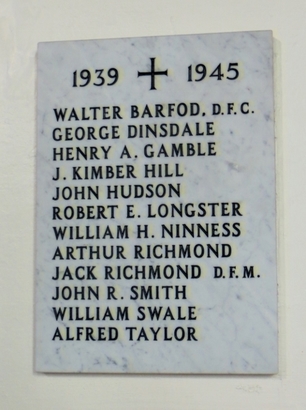 1939 ✝ 1945
WALTER BARFOD, D.F.C.
GEORGE DINSDALE
HENRY A. GAMBLE
J. KIMBER HILL
JOHN HUDSON
ROBERT E. LONGSTER
WILLIAM H. NINNESS
ARTHUR RICHMOND
JACK RICHMOND D.F.M.
JOHN R. SMITH
WILLIAM SWALE
ALFRED TAYLOR